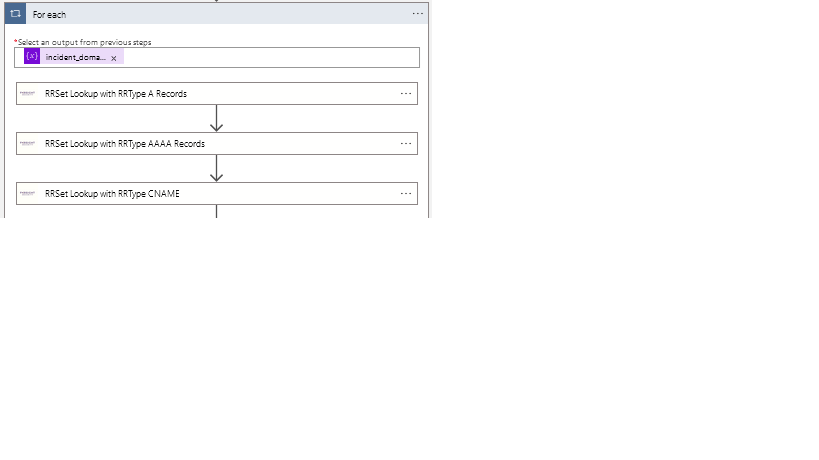 For each
*Select an output from previous steps
{x} incident_doma... x
RRSet Lookup with RRType A Records
RRSet Lookup with RRType AAAA Records
RRSet Lookup with RRType CNAME